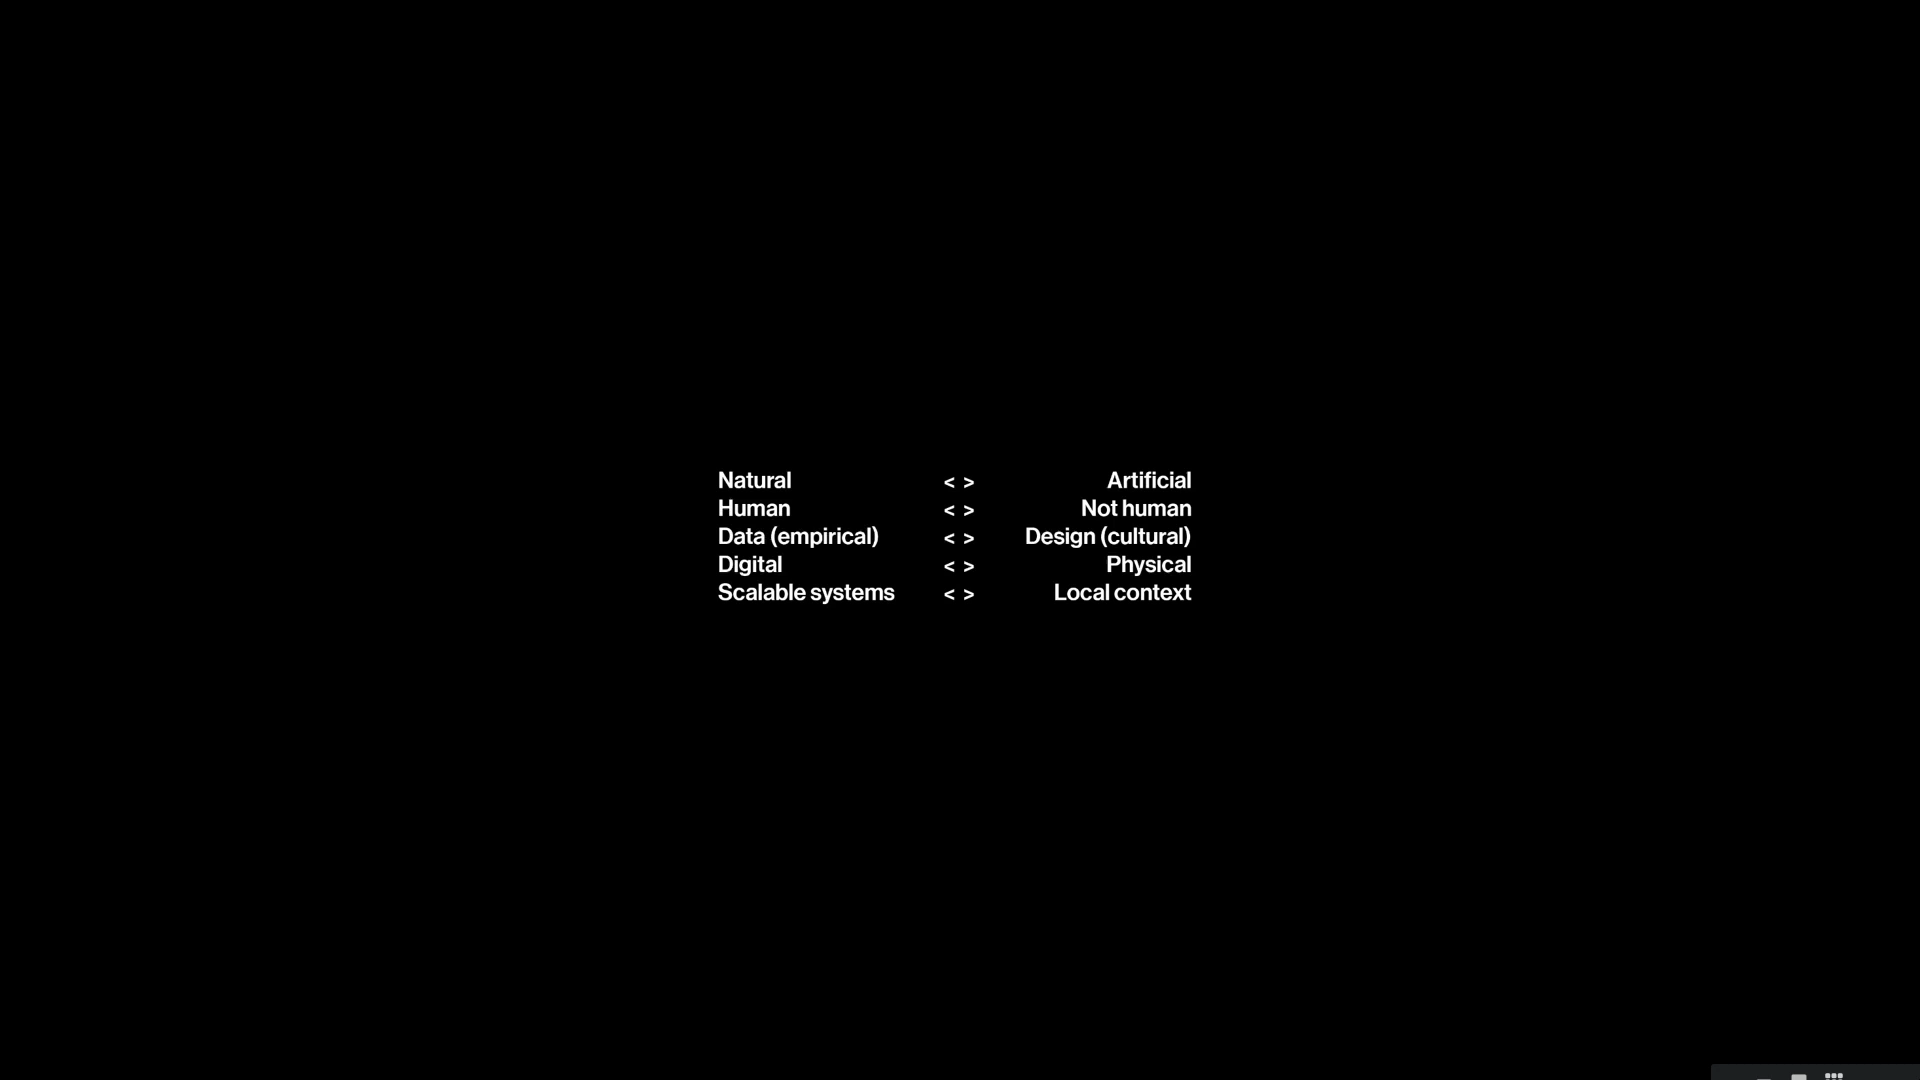 Natural < > Artificial
Human < > Not human
Data (empirical) < > Design (cultural)
Digital < > Physical
Scalable systems < > Local context